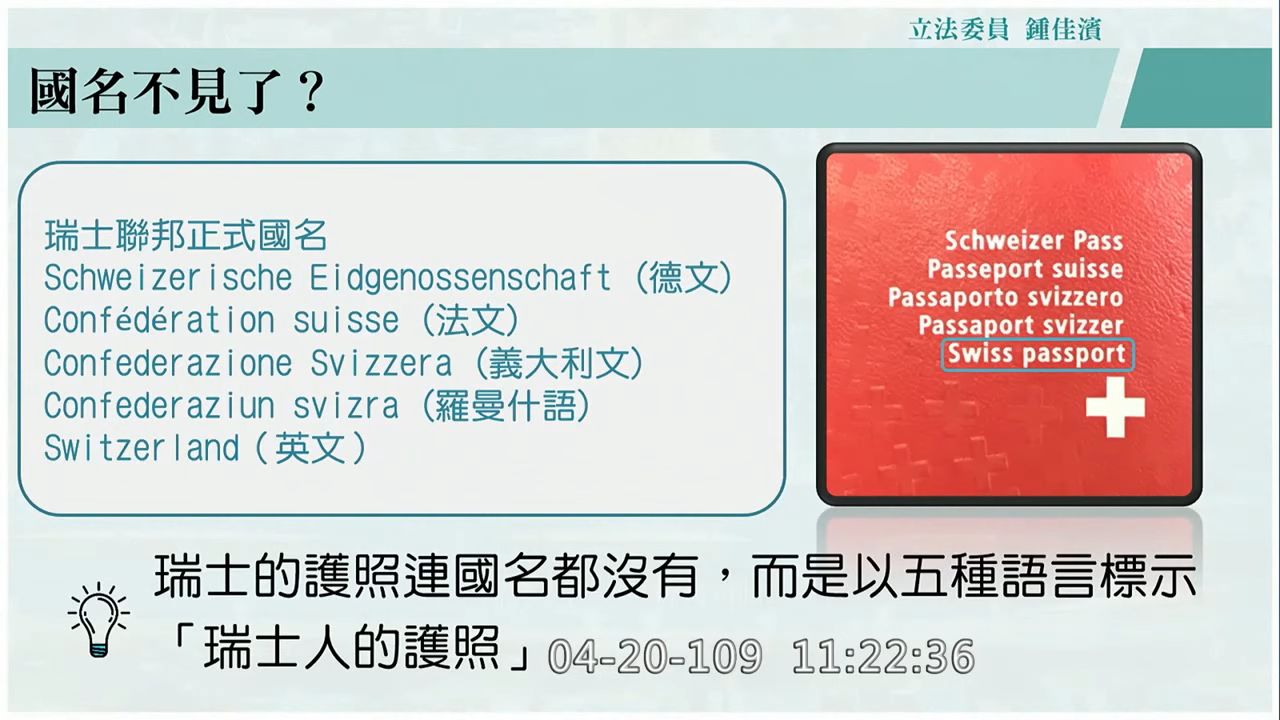 立法委員 鍾佳濱
國名不見了？
瑞士聯邦正式國名
Schweizerische Eidgenossenschaft (德文)
Confédération suisse (法文)
Confederazione Svizzera (義大利文)
Confederaziun svizra (羅曼什語)
Switzerland（英文）
Schweizer Pass
Passeport suisse
Passaporto svizzero
Passaport svizzer
Swiss passport
瑞士的護照連國名都沒有，而是以五種語言標示
「瑞士人的護照」
04-20-109 11:22:36